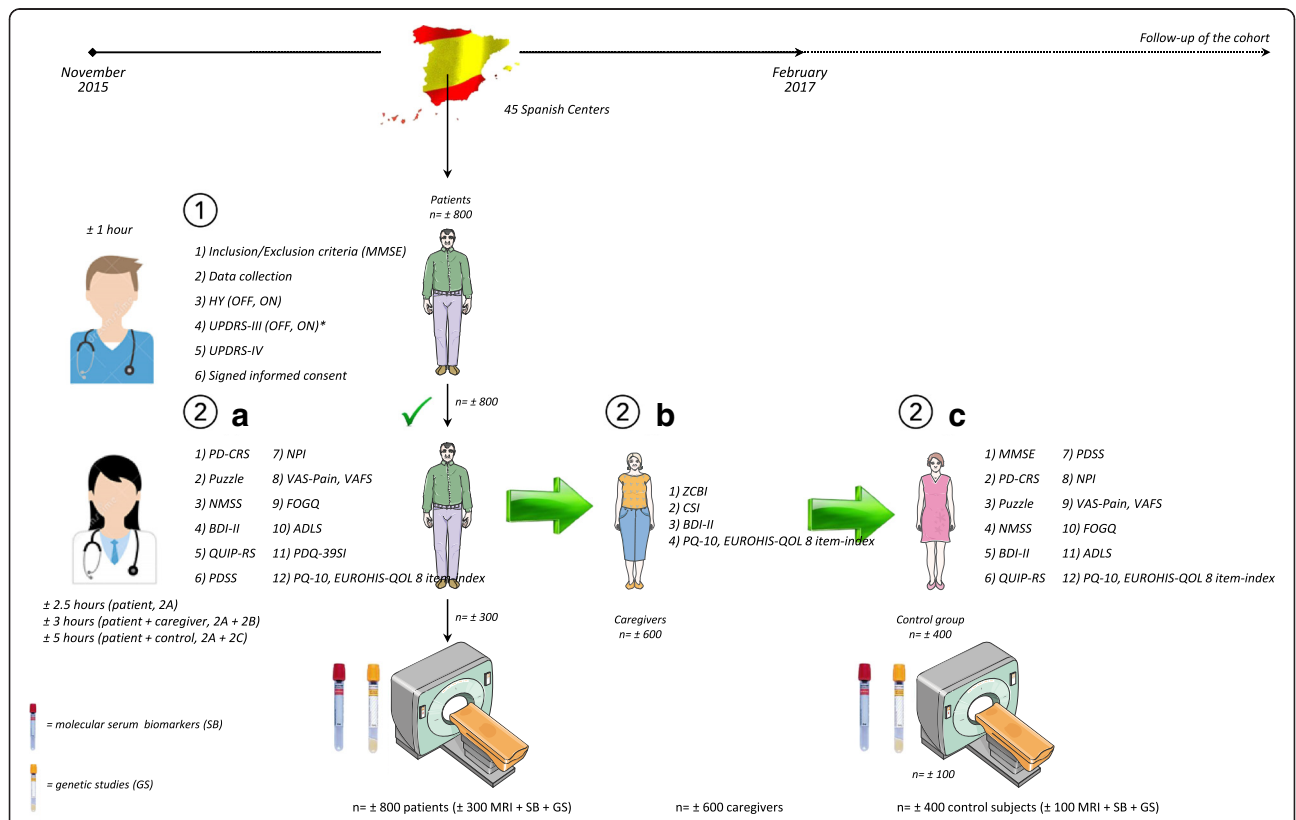 Follow-up of the cohort
November
2015
February
2017
45 Spanish Centers
1
Patients
n= ± 800
± 1 hour
1) Inclusion/Exclusion criteria (MMSE)
2) Data collection
3) HY (OFF, ON)
4) UPDRS-III (OFF, ON)*
5) UPDRS-IV
6) Signed informed consent
n= ± 800
2 a
1) PD-CRS
2) Puzzle
3) NMSS
4) BDI-II
5) QUIP-RS
6) PDSS
7) NPI
8) VAS-Pain, VAFS
9) FOGQ
10) ADLS
11) PDQ-39SI
12) PQ-10, EUROHIS-QOL 8 item-index
± 2.5 hours (patient, 2A)
± 3 hours (patient + caregiver, 2A + 2B)
± 5 hours (patient + control, 2A + 2C)
2 b
1) ZCBI
2) CSI
3) BDI-II
4) PQ-10, EUROHIS-QOL 8 item-index
Caregivers
n= ± 600
2 c
1) MMSE
2) PD-CRS
3) Puzzle
4) NMSS
5) BDI-II
6) QUIP-RS
7) PDSS
8) NPI
9) VAS-Pain, VAFS
10) FOGQ
11) ADLS
12) PQ-10, EUROHIS-QOL 8 item-index
Control group
n= ± 400
n= ± 300
= molecular serum biomarkers (SB)
= genetic studies (GS)
n= ± 100
n= ± 800 patients (± 300 MRI + SB + GS)
n= ± 600 caregivers
n= ± 400 control subjects (± 100 MRI + SB + GS)